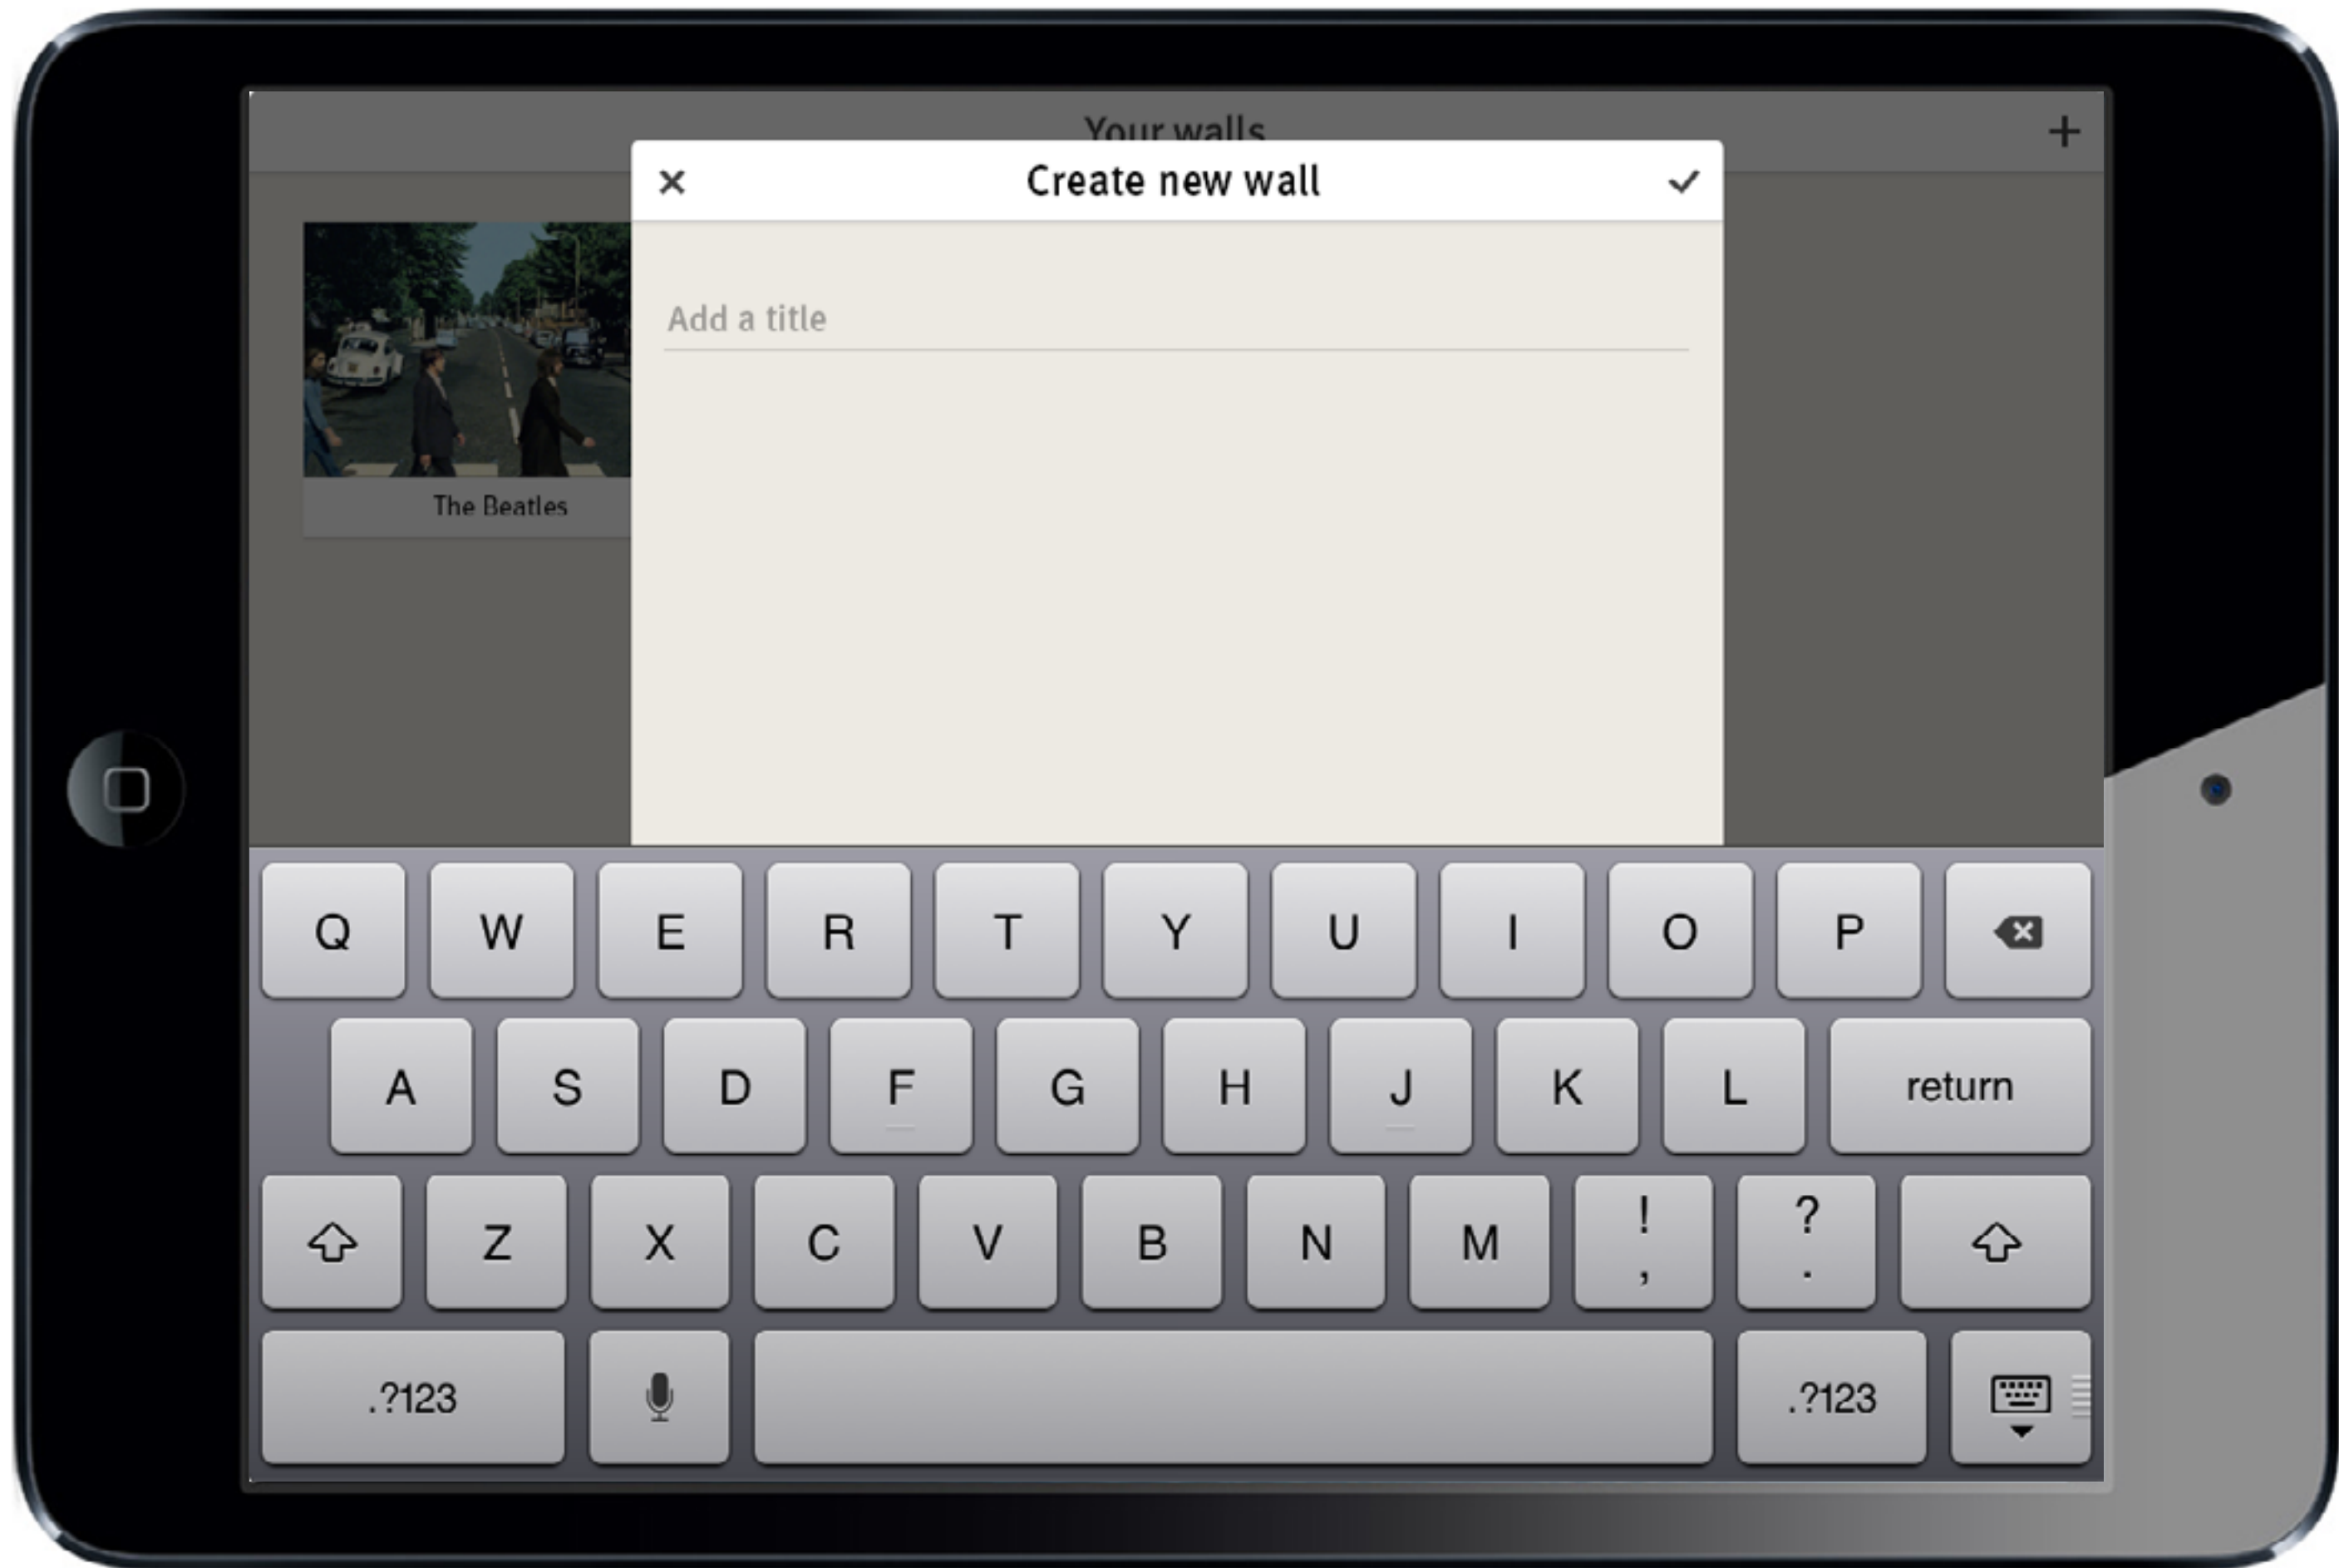 Your walls +
Create new wall
Add a title
The Beatles
Q W E R T Y U I O P
A S D F G H J K L return
Z X C V B N M ! , ? .
.?123 .?123